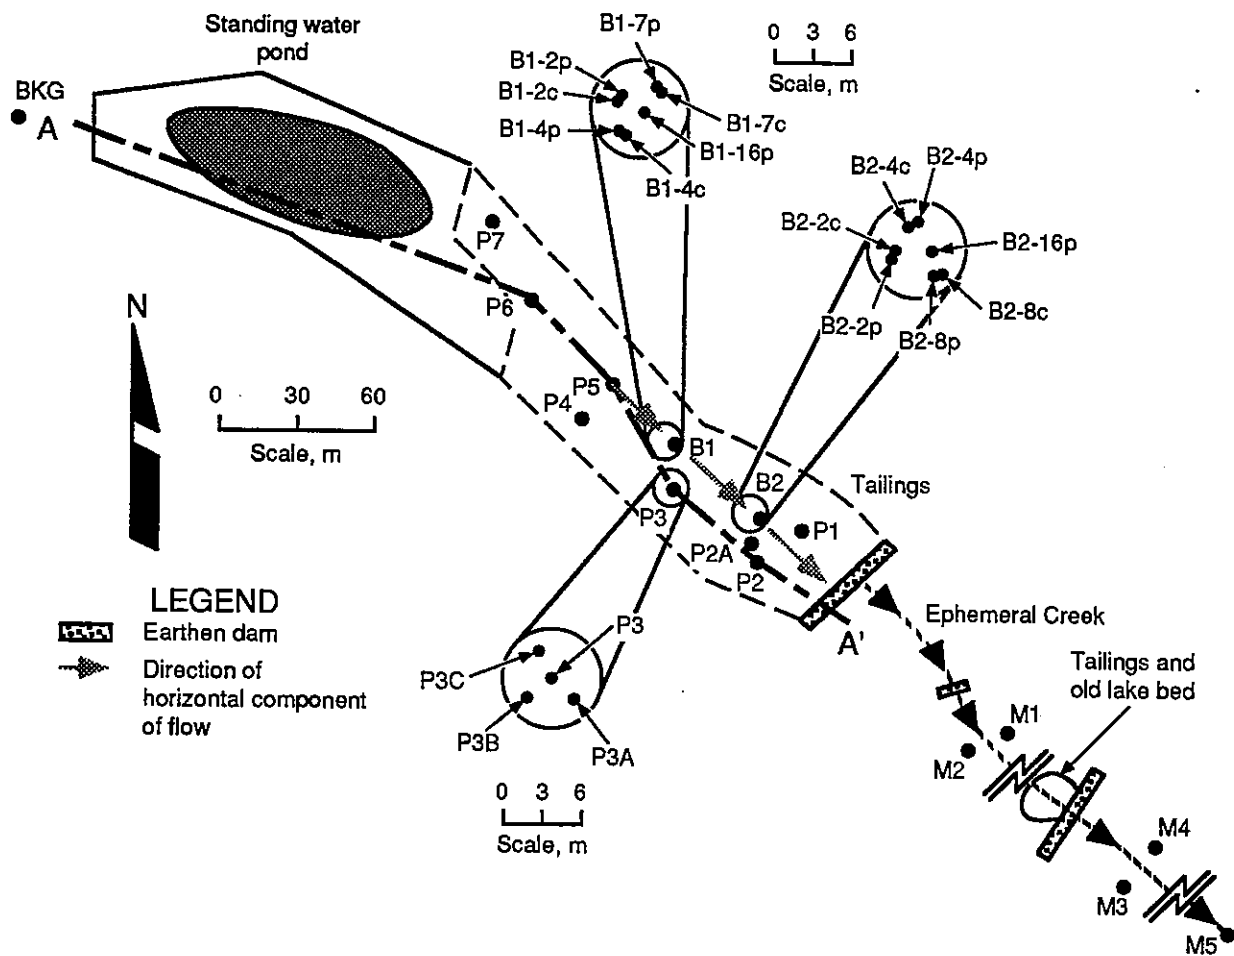 Standing water
pond
BKG
A
B1-7p
B1-2p
B1-2c
B1-4p
B1-7c
B1-16p
B1-4c
0 3 6
Scale, m
B2-4p
B2-4c
B2-2c
B2-16p
B2-8c
B2-2p
B2-8p
P7
P6
N
0 30 60
Scale, m
P5
P4
B1
B2
Tailings
P3
P1
P2A
P2
A'
LEGEND
Earthen dam
Direction of
horizontal component
of flow
P3
P3C
P3B
P3A
0 3 6
Scale, m
Ephemeral Creek
Tailings and
old lake bed
M1
M2
M4
M3
M5